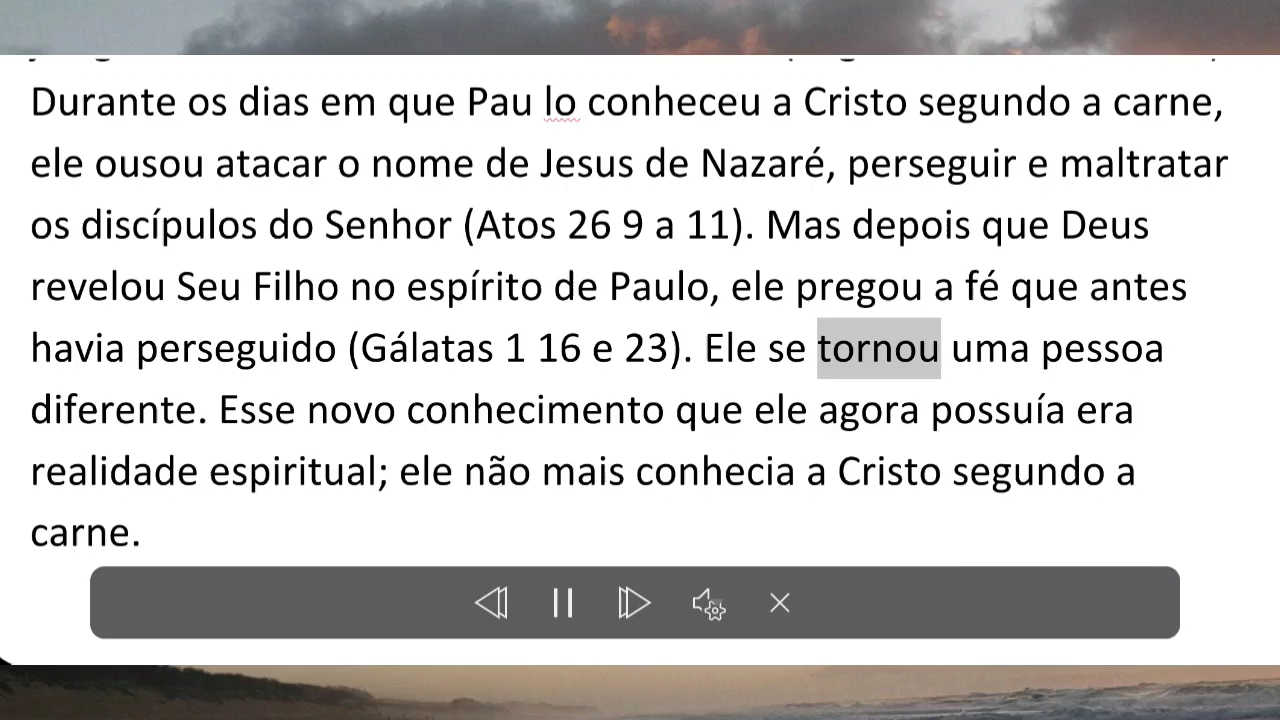 Durante os dias em que Pau lo conheceu a Cristo segundo a carne,
ele ousou atacar o nome de Jesus de Nazaré, perseguir e maltratar
os discípulos do Senhor (Atos 26 9 a 11). Mas depois que Deus
revelou Seu Filho no espírito de Paulo, ele pregou a fé que antes
havia perseguido (Gálatas 1 16 e 23). Ele se tornou uma pessoa
diferente. Esse novo conhecimento que ele agora possuía era
realidade espiritual; ele não mais conhecia a Cristo segundo a
carne.